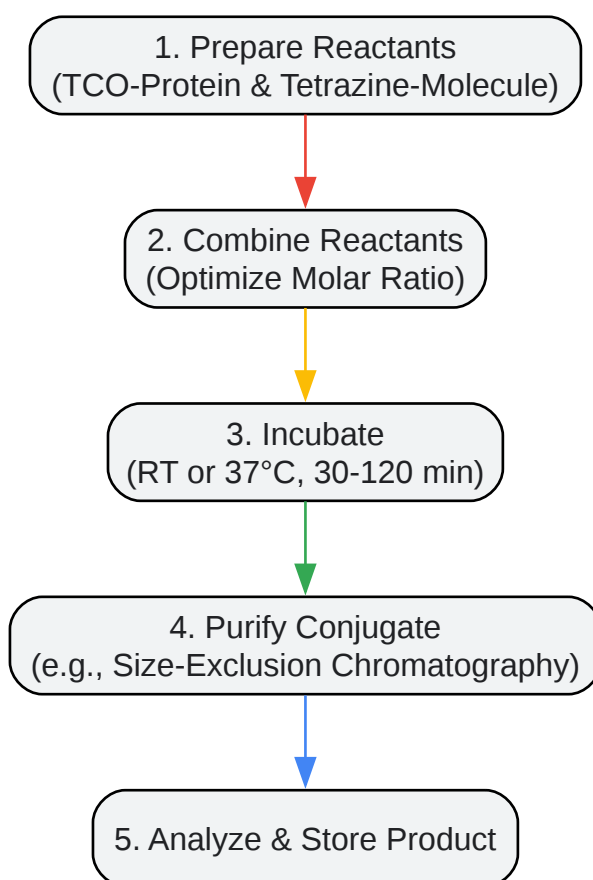 1. Prepare Reactants
(TCO-Protein & Tetrazine-Molecule)
2. Combine Reactants
(Optimize Molar Ratio)
3. Incubate
(RT or 37°C, 30-120 min)
4. Purify Conjugate
(e.g., Size-Exclusion Chromatography)
5. Analyze & Store Product